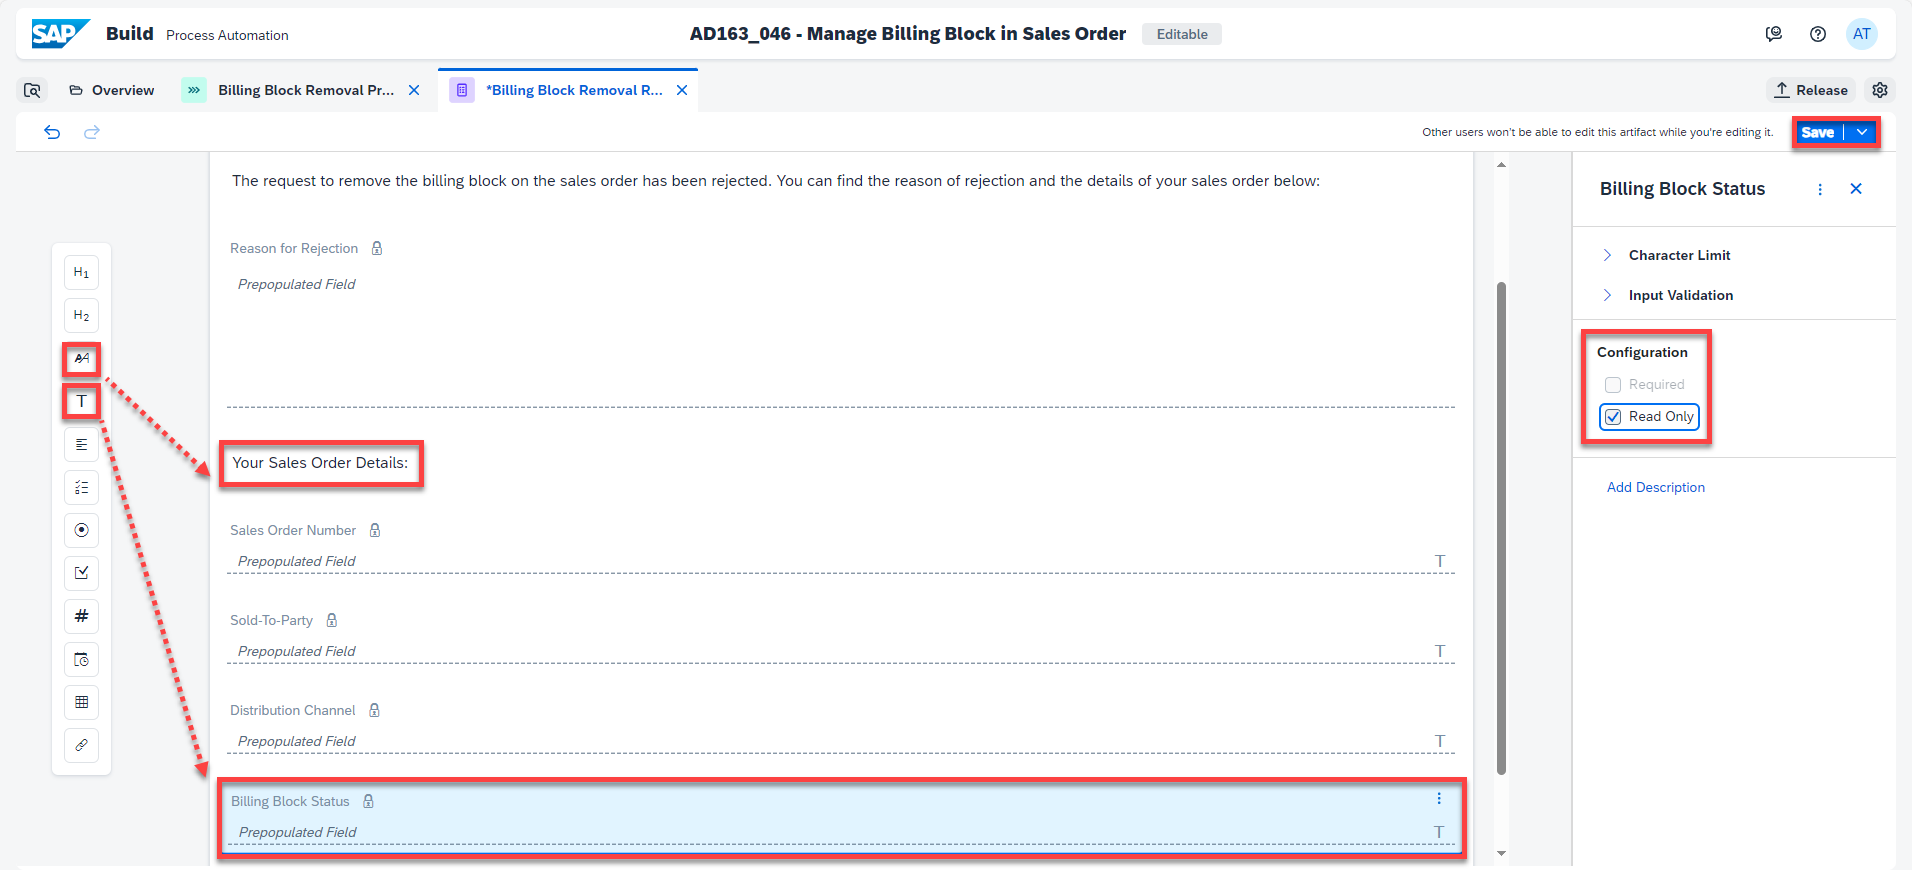 SAP Build Process Automation
AD163_046 - Manage Billing Block in Sales Order Editable
AT
Overview
Billing Block Removal Pr...
*Billing Block Removal R...
Release
Other users won't be able to edit this artifact while you're editing it.
Save
The request to remove the billing block on the sales order has been rejected. You can find the reason of rejection and the details of your sales order below:
Reason for Rejection
Prepopulated Field
Your Sales Order Details:
Sales Order Number
Prepopulated Field T
Sold-To-Party
Prepopulated Field T
Distribution Channel
Prepopulated Field T
Billing Block Status
Prepopulated Field T
H1
H2
AA
T
#
Billing Block Status
Character Limit
Input Validation
Configuration
Required
Read Only
Add Description